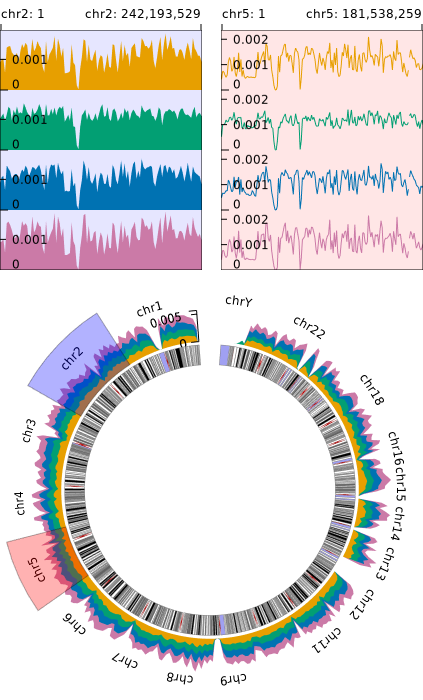 chr2: 1 chr2: 242,193,529 chr5: 1 chr5: 181,538,259
0.001
0
0.001
0
0.001
0
0.001
0
0.002
0.001
0
0.002
0.001
0
0.002
0.001
0
0.002
0.001
0
chr1
0.005
0
chrY
chr22
chr18
chr16
chr15
chr14
chr13
chr12
chr11
chr9
chr8
chr7
chr6
chr5
chr4
chr3
chr2